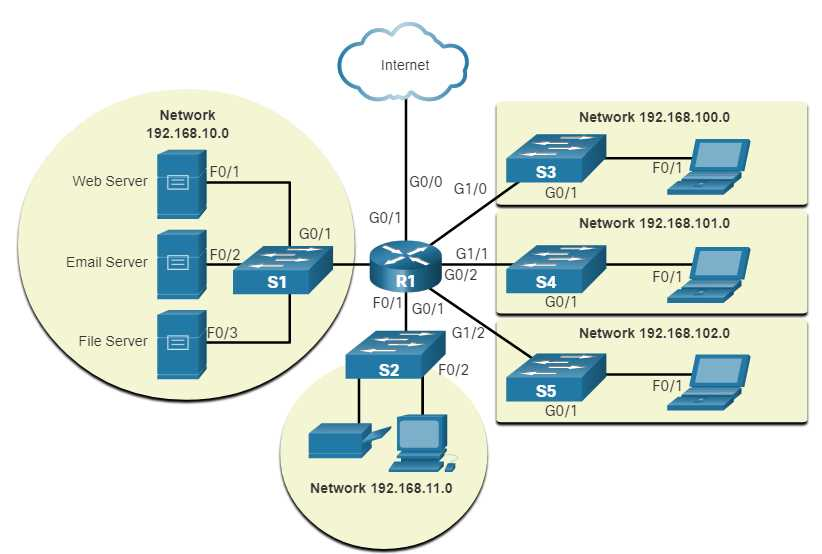 Internet
Network
192.168.10.0
Web Server
F0/1
Email Server
F0/2
File Server
F0/3
G0/1
S1
G0/0
G0/1
R1
G1/0
G1/1
G0/2
F0/1
G0/1
G1/2
S2
F0/2
Network 192.168.11.0
Network 192.168.100.0
S3
G0/1
F0/1
Network 192.168.101.0
S4
G0/1
F0/1
Network 192.168.102.0
S5
G0/1
F0/1